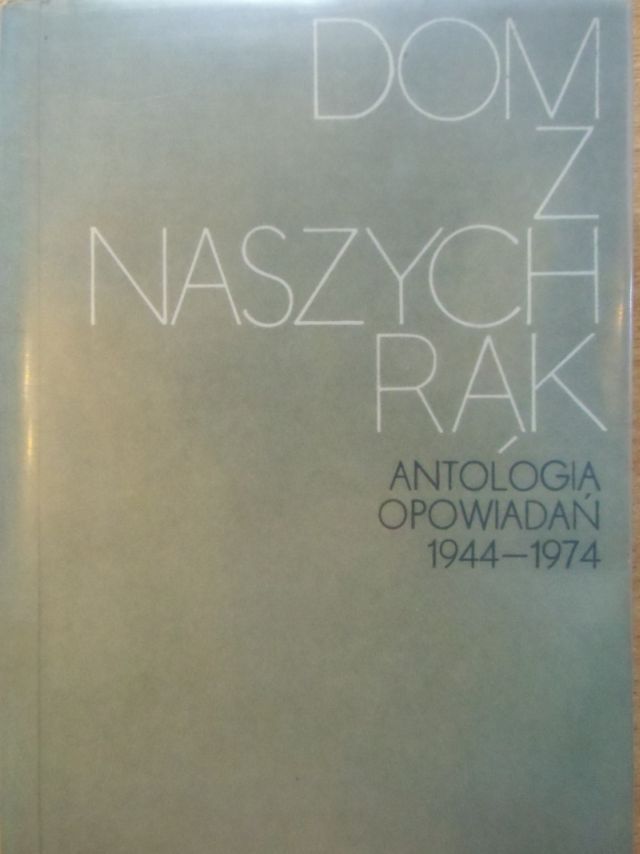 DOM
Z
NASZYCH
RĄK
ANTOLOGIA
OPOWIADAŃ
1944—1974